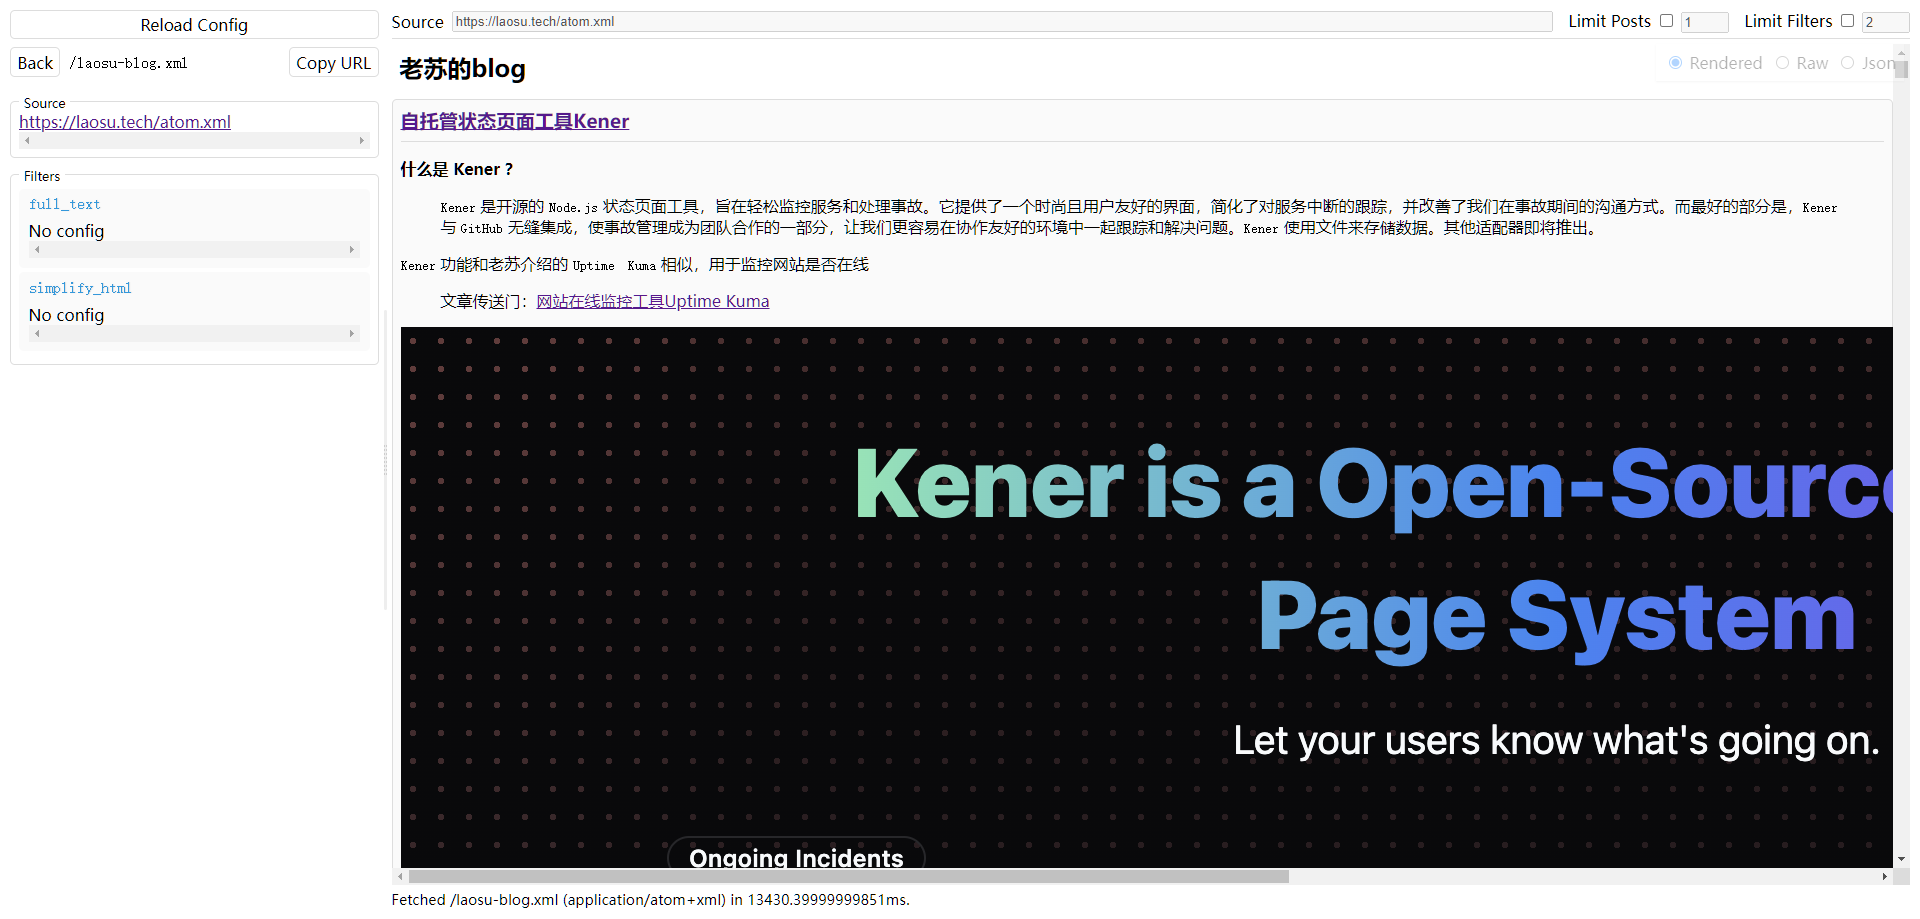 Reload Config
Back /laosu-blog.xml Copy URL
Source
https://laosu.tech/atom.xml
Filters
full_text
No config
simplify_html
No config
Source https://laosu.tech/atom.xml Limit Posts 1 Limit Filters 2
老苏的blog
Rendered Raw Json
自托管状态页面工具Kener
什么是 Kener ?
Kener 是开源的 Node.js 状态页面工具，旨在轻松监控服务和处理事故。它提供了一个时尚且用户友好的界面，简化了对服务中断的跟踪，并改善了我们在事故期间的沟通方式。而最好的部分是，Kener
与 GitHub 无缝集成，使事故管理成为团队合作的一部分，让我们更容易在协作友好的环境中一起跟踪和解决问题。Kener 使用文件来存储数据。其他适配器即将推出。
Kener 功能和老苏介绍的 Uptime Kuma 相似，用于监控网站是否在线
文章传送门：网站在线监控工具Uptime Kuma
Kener is a Open-Source
Page System
Let your users know what's going on.
Ongoing Incidents
Fetched /laosu-blog.xml (application/atom+xml) in 13430.39999999851ms.